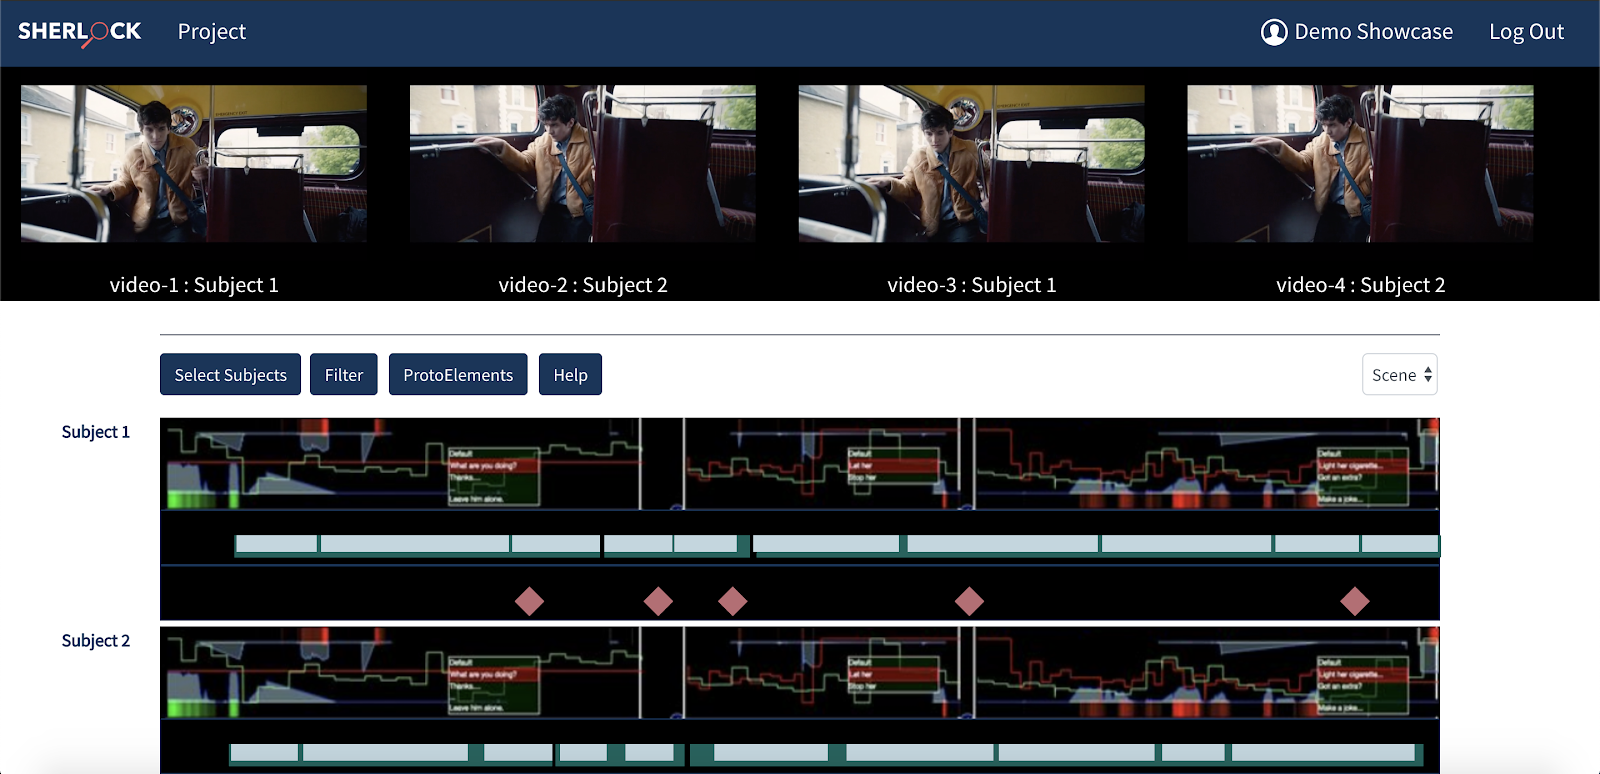 SHERLOCK Project Demo Showcase Log Out
video-1 : Subject 1 video-2 : Subject 2 video-3 : Subject 1 video-4 : Subject 2
Select Subjects Filter ProtoElements Help Scene
Subject 1
Default Default Default
What are you doing? Let her Light her cigarette...
Thanks.... Stop her Got an extra?
Leave him alone. Make a joke...
Subject 2
Default Default Default
What are you doing? Let her Light her cigarette...
Thanks.... Stop her Got an extra?
Leave him alone. Make a joke...